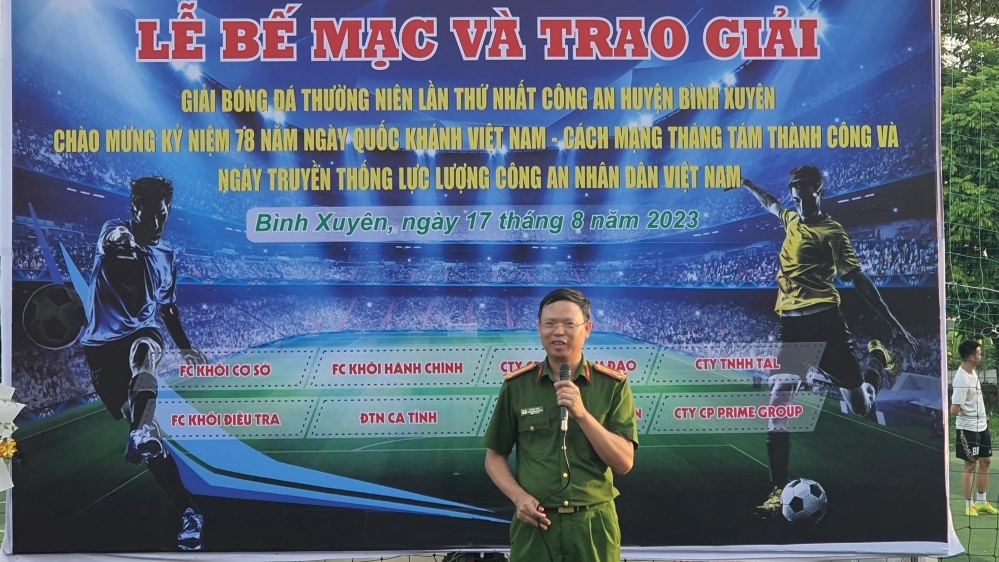 LỄ BẾ MẠC VÀ TRAO GIẢI
GIẢI BÓNG ĐÁ THƯỜNG NIÊN LẦN THỨ NHẤT CÔNG AN HUYỆN BÌNH XUYÊN
CHÀO MỪNG KỶ NIỆM 78 NĂM NGÀY QUỐC KHÁNH VIỆT NAM - CÁCH MẠNG THÁNG TÁM THÀNH CÔNG VÀ
NGÀY TRUYỀN THỐNG LỰC LƯỢNG CÔNG AN NHÂN DÂN VIỆT NAM
Bình Xuyên, ngày 17 tháng 8 năm 2023
FC KHỐI CƠ SỞ FC KHỐI HÀNH CHÍNH CTY ĐẢO CTY TNHH TAL
FC KHỐI ĐIỀU TRA ĐTN CA TỈNH CTY CP PRIME GROUP